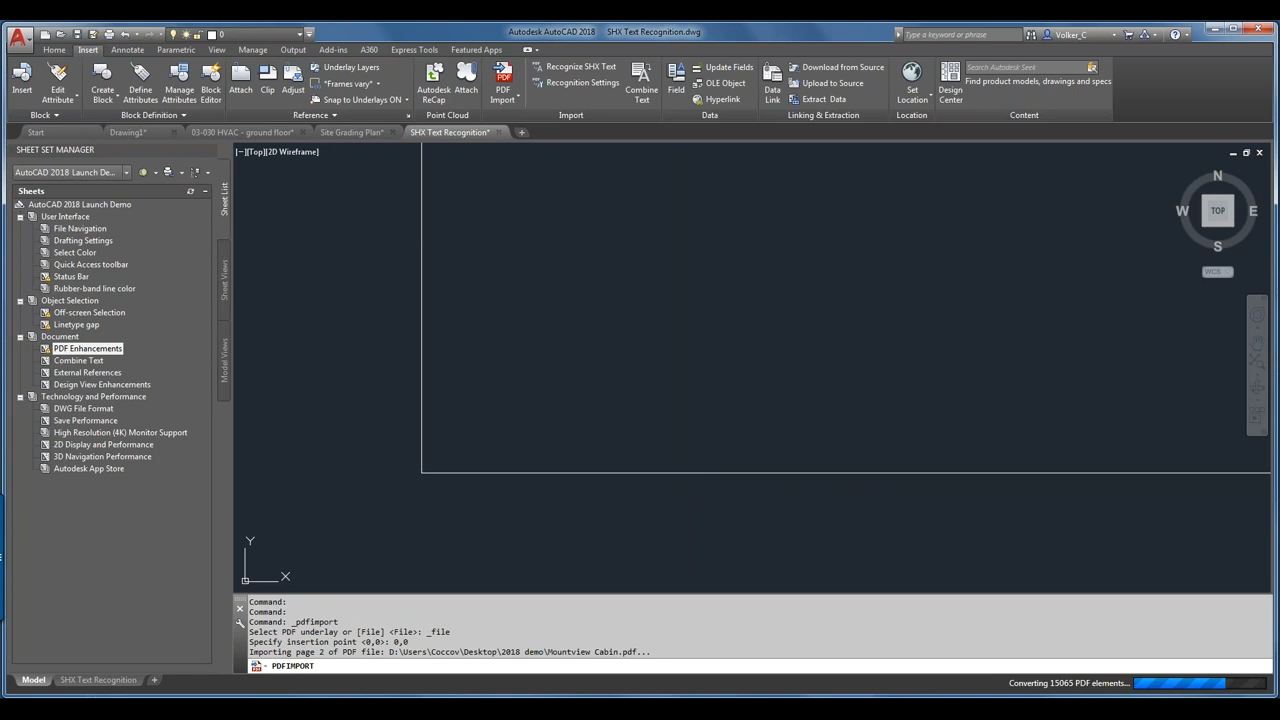 Autodesk AutoCAD 2018 SHX Text Recognition.dwg
Type a keyword or phrase
Volker_C
0
Home Insert Annotate Parametric View Manage Output Add-ins A360 Express Tools Featured Apps
Insert
Edit Attribute
Create Block
Define Attributes
Manage Attributes
Block Editor
Attach
Clip
Adjust
Underlay Layers
*Frames vary*
Snap to Underlays ON
Autodesk ReCap
Attach
PDF Import
Recognize SHX Text
Recognition Settings
Combine Text
Field
Update Fields
OLE Object
Hyperlink
Data Link
Download from Source
Upload to Source
Extract Data
Set Location
Design Center
Search Autodesk Seek
Find product models, drawings and specs
Block Block Definition Reference Point Cloud Import Data Linking & Extraction Location Content
Start Drawing1* 03-030 HVAC - ground floor* Site Grading Plan* SHX Text Recognition*
SHEET SET MANAGER
AutoCAD 2018 Launch De...
Sheets
AutoCAD 2018 Launch Demo
User Interface
File Navigation
Drafting Settings
Select Color
Quick Access toolbar
Status Bar
Rubber-band line color
Object Selection
Off-screen Selection
Linetype gap
Document
PDF Enhancements
Combine Text
External References
Design View Enhancements
Technology and Performance
DWG File Format
Save Performance
High Resolution (4K) Monitor Support
2D Display and Performance
3D Navigation Performance
Autodesk App Store
Sheet List
Sheet Views
Model Views
[−][Top][2D Wireframe]
N
W TOP E
S
WCS
Y
X
Command:
Command:
Command: _pdfimport
Select PDF underlay or [File] <File>: _file
Specify insertion point <0,0>: 0,0
Importing page 2 of PDF file: D:\Users\Coccov\Desktop\2018 demo\Mountview Cabin.pdf...
PDFIMPORT
Model SHX Text Recognition
Converting 15065 PDF elements...